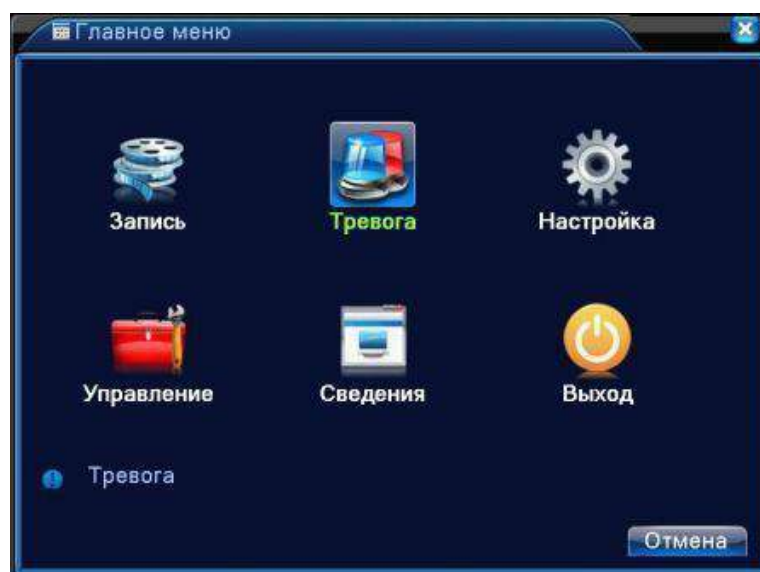 Главное меню
Запись
Тревога
Настройка
Управление
Сведения
Выход
Тревога
Отмена